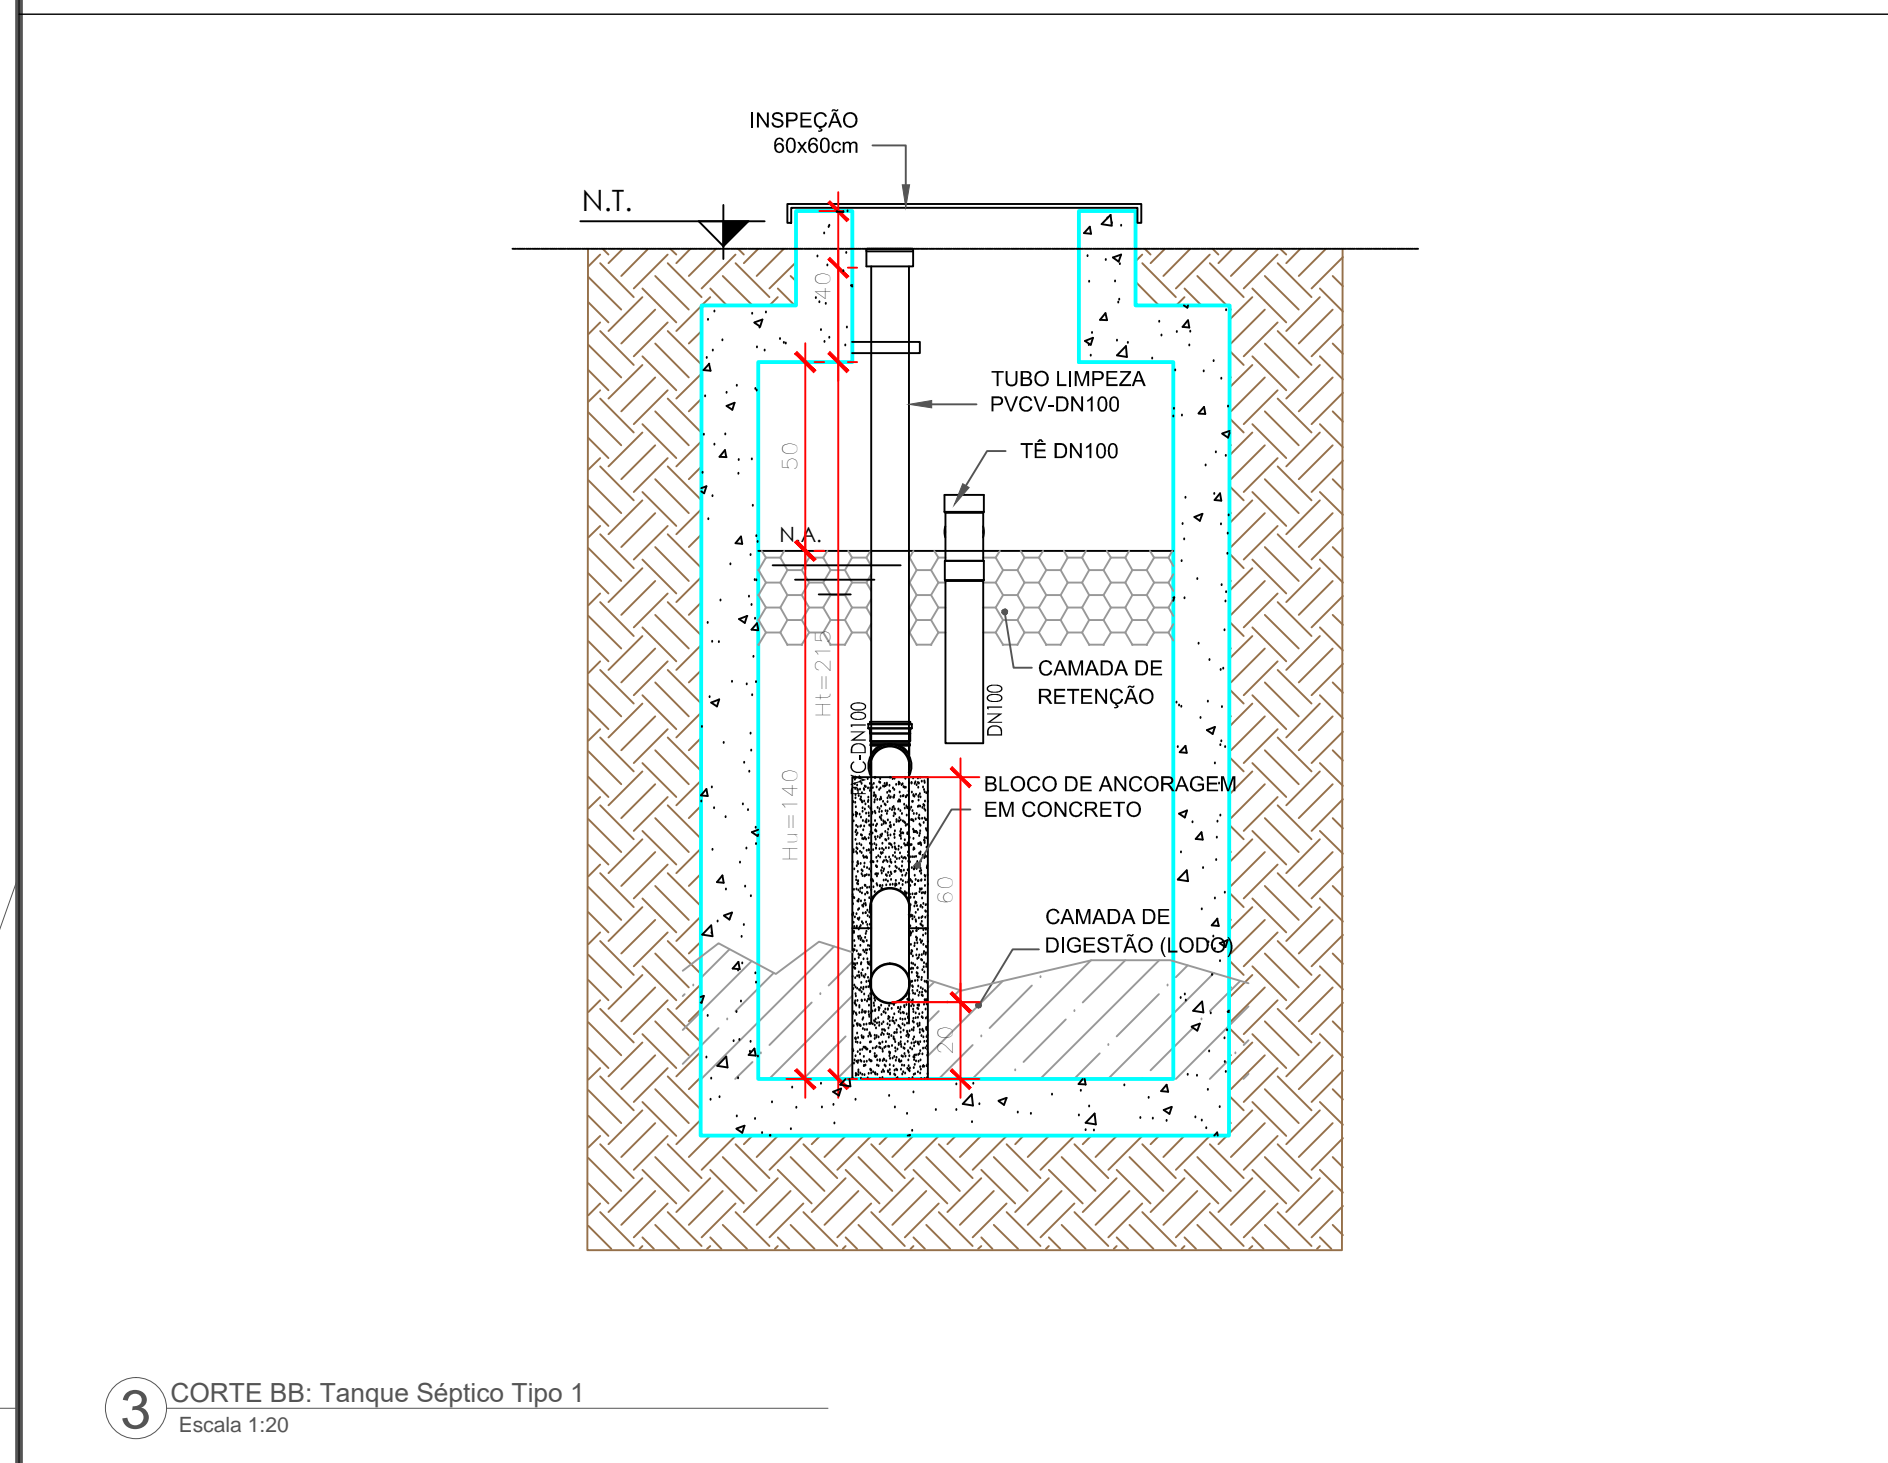 INSPEÇÃO
60x60cm
N.T.
40
TUBO LIMPEZA
PVCV-DN100
TÊ DN100
50
N.A.
Ht=215
CAMADA DE
RETENÇÃO
DN100
PVC-DN100
Hu=140
BLOCO DE ANCORAGEM
EM CONCRETO
60
CAMADA DE
DIGESTÃO (LODO)
20
3
CORTE BB: Tanque Séptico Tipo 1
Escala 1:20